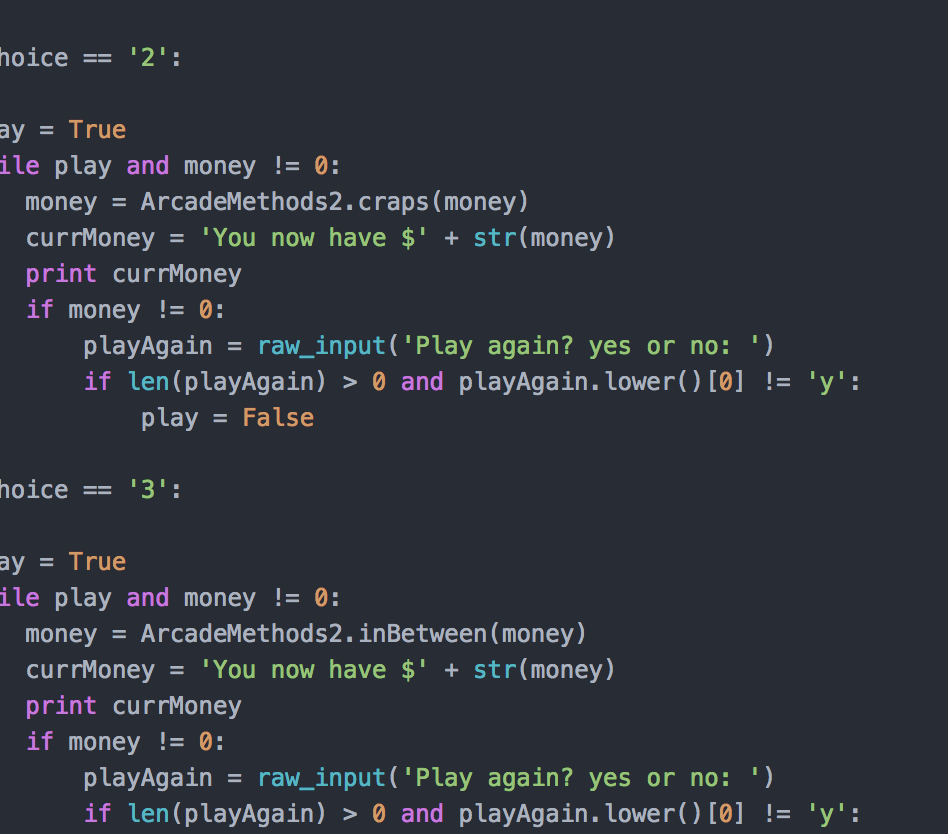 hoice == '2':
ay = True
ile play and money != 0:
money = ArcadeMethods2.craps(money)
currMoney = 'You now have $' + str(money)
print currMoney
if money != 0:
playAgain = raw_input('Play again? yes or no: ')
if len(playAgain) > 0 and playAgain.lower()[0] != 'y':
play = False
hoice == '3':
ay = True
ile play and money != 0:
money = ArcadeMethods2.inBetween(money)
currMoney = 'You now have $' + str(money)
print currMoney
if money != 0:
playAgain = raw_input('Play again? yes or no: ')
if len(playAgain) > 0 and playAgain.lower()[0] != 'y':